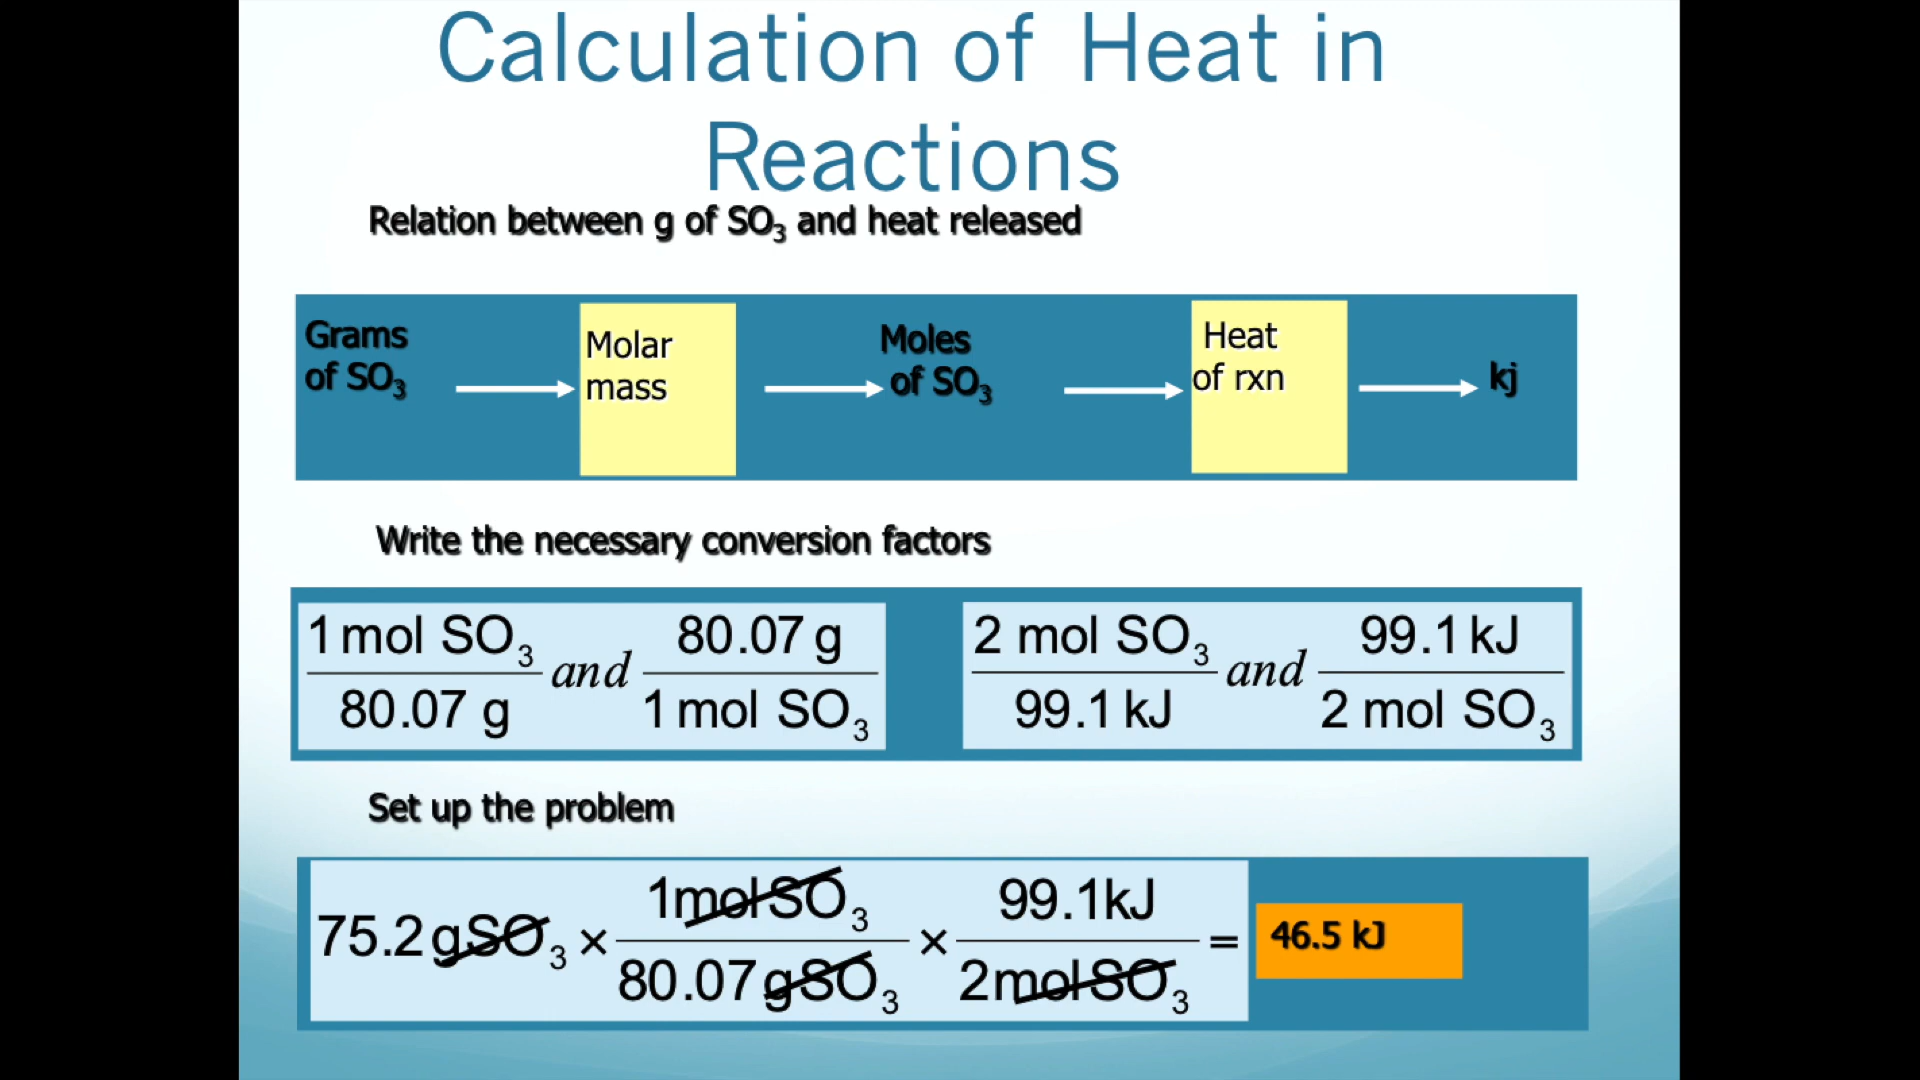 Calculation of Heat in
Reactions
Relation between g of SO₃ and heat released
Grams
of SO₃
Molar
mass
Moles
of SO₃
Heat
of rxn
kj
Write the necessary conversion factors
1 mol SO₃ / 80.07 g and 80.07 g / 1 mol SO₃
2 mol SO₃ / 99.1 kJ and 99.1 kJ / 2 mol SO₃
Set up the problem
75.2 g SO₃ × 1 mol SO₃ / 80.07 g SO₃ × 99.1 kJ / 2 mol SO₃ = 46.5 kJ